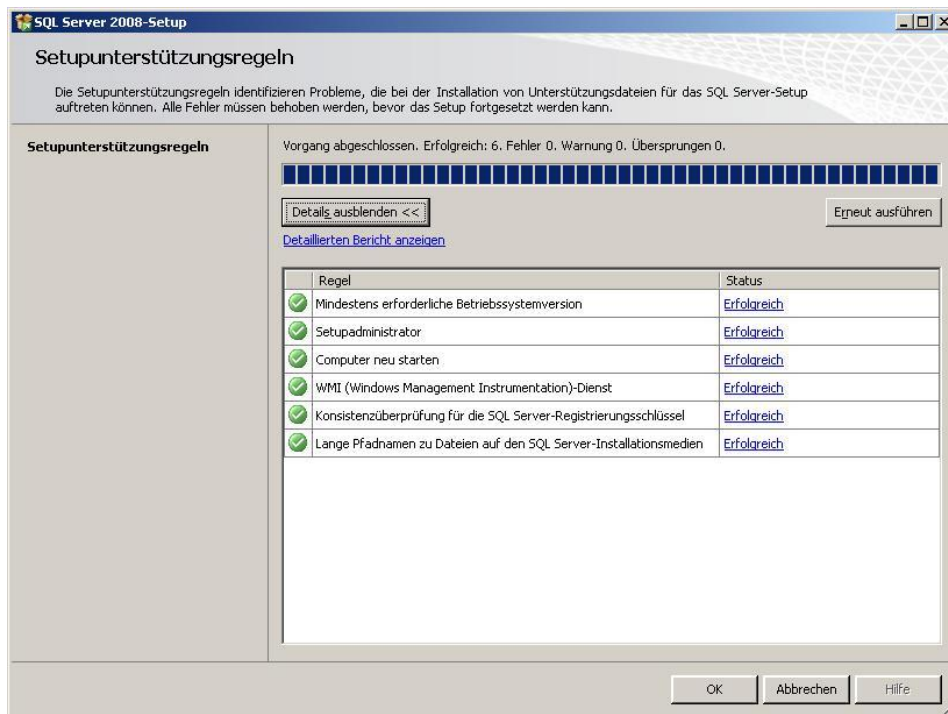 SQL Server 2008-Setup
Setupunterstützungsregeln
Die Setupunterstützungsregeln identifizieren Probleme, die bei der Installation von Unterstützungsdateien für das SQL Server-Setup
auftreten können. Alle Fehler müssen behoben werden, bevor das Setup fortgesetzt werden kann.
Setupunterstützungsregeln
Vorgang abgeschlossen. Erfolgreich: 6. Fehler 0. Warnung 0. Übersprungen 0.
Details ausblenden <<
Erneut ausführen
Detaillierten Bericht anzeigen
Regel Status
Mindestens erforderliche Betriebssystemversion Erfolgreich
Setupadministrator Erfolgreich
Computer neu starten Erfolgreich
WMI (Windows Management Instrumentation)-Dienst Erfolgreich
Konsistenzüberprüfung für die SQL Server-Registrierungsschlüssel Erfolgreich
Lange Pfadnamen zu Dateien auf den SQL Server-Installationsmedien Erfolgreich
OK Abbrechen Hilfe